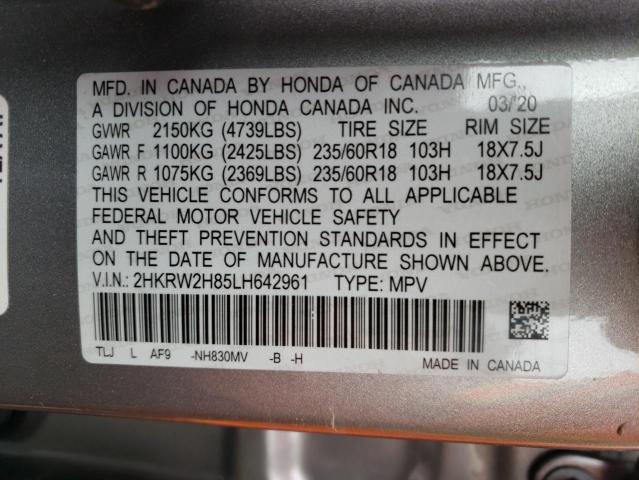 MFD. IN CANADA BY HONDA OF CANADA MFG.,
A DIVISION OF HONDA CANADA INC. 03/'20
GVWR 2150KG (4739LBS) TIRE SIZE RIM SIZE
GAWR F 1100KG (2425LBS) 235/60R18 103H 18X7.5J
GAWR R 1075KG (2369LBS) 235/60R18 103H 18X7.5J
THIS VEHICLE CONFORMS TO ALL APPLICABLE
FEDERAL MOTOR VEHICLE SAFETY
AND THEFT PREVENTION STANDARDS IN EFFECT
ON THE DATE OF MANUFACTURE SHOWN ABOVE.
V.I.N.: 2HKRW2H85LH642961 TYPE: MPV
TLJ L AF9 -NH830MV -B -H
MADE IN CANADA